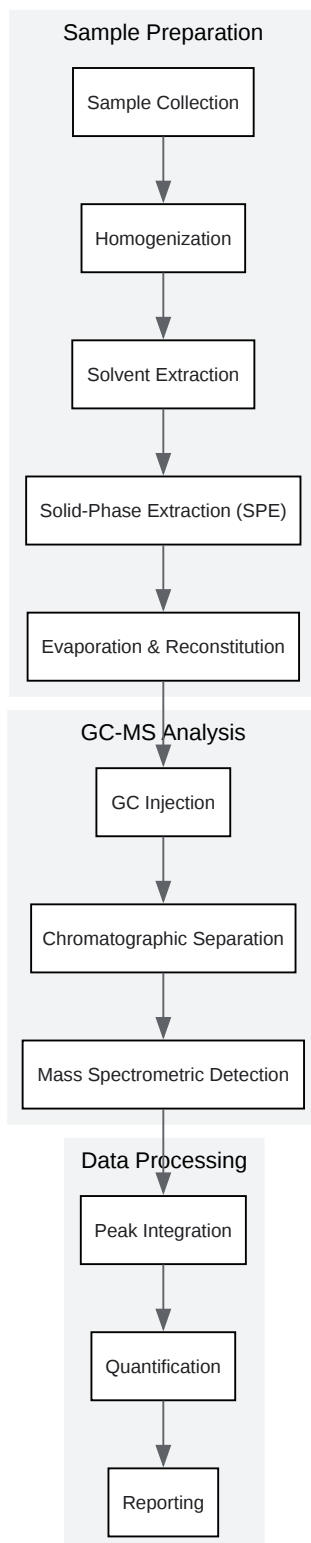 Sample Preparation
Sample Collection
Homogenization
Solvent Extraction
Solid-Phase Extraction (SPE)
Evaporation & Reconstitution
GC-MS Analysis
GC Injection
Chromatographic Separation
Mass Spectrometric Detection
Data Processing
Peak Integration
Quantification
Reporting